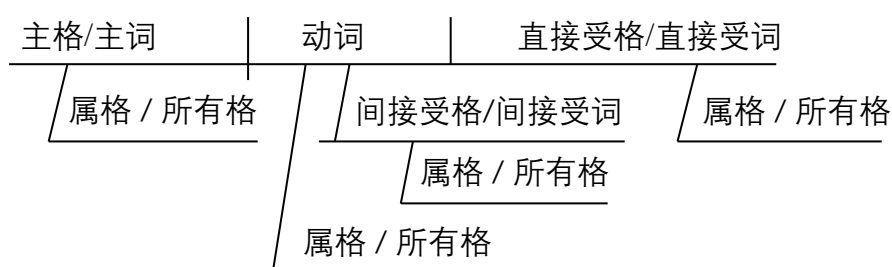 主格/主词 动词 直接受格/直接受词
属格 / 所有格 间接受格/间接受词 属格 / 所有格
属格 / 所有格
属格 / 所有格